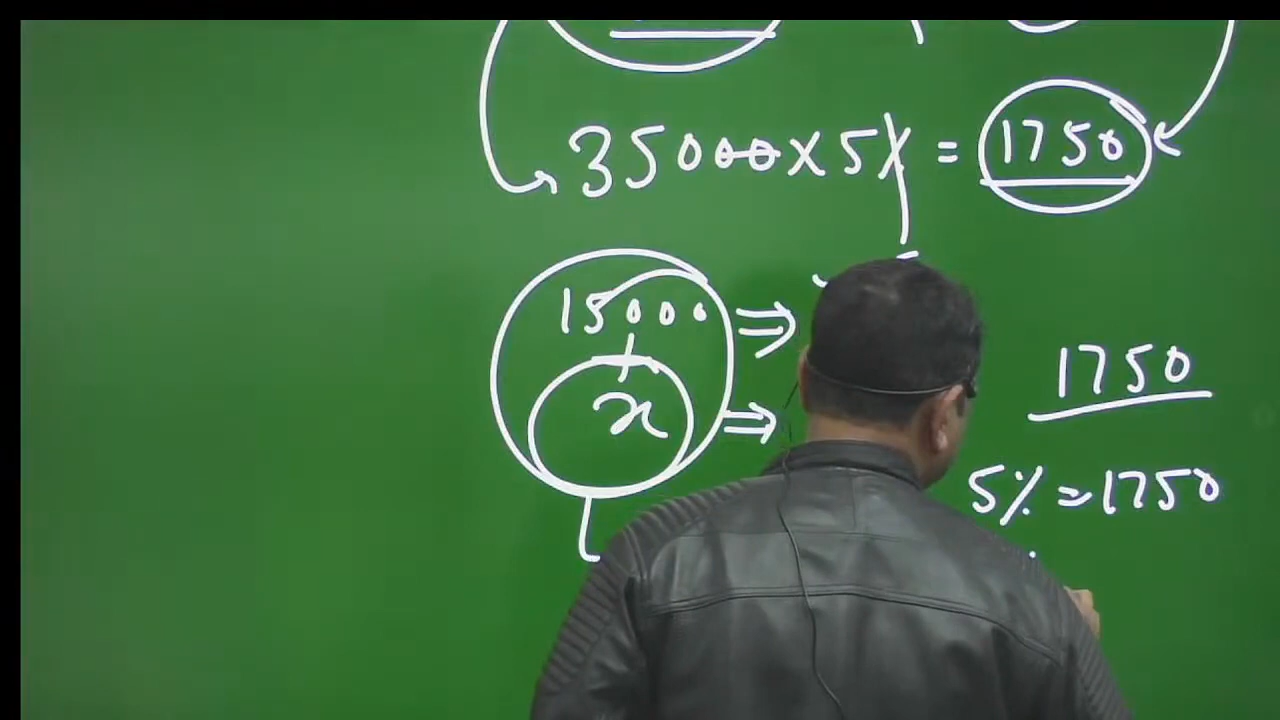 35000×5% = 1750
15000 ⇒
x ⇒
1750
5% = 1750